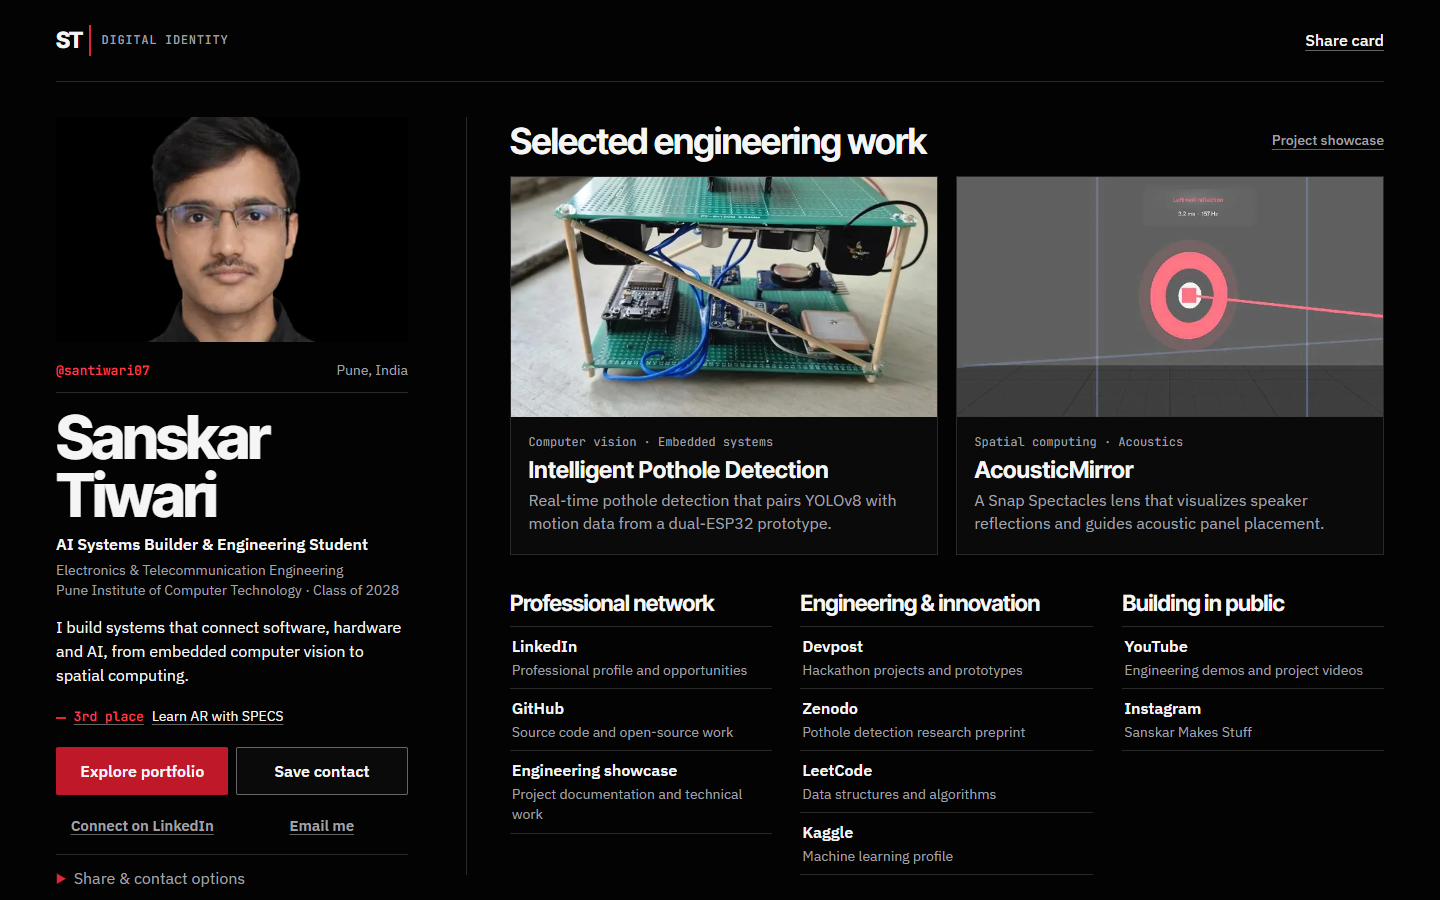 ST
DIGITAL IDENTITY
Share card
@santiwari07
Pune, India
Sanskar
Tiwari
AI Systems Builder & Engineering Student
Electronics & Telecommunication Engineering
Pune Institute of Computer Technology · Class of 2028
I build systems that connect software, hardware
and AI, from embedded computer vision to
spatial computing.
— 3rd place Learn AR with SPECS
Explore portfolio
Save contact
Connect on LinkedIn
Email me
Share & contact options
Selected engineering work
Project showcase
Computer vision · Embedded systems
Intelligent Pothole Detection
Real-time pothole detection that pairs YOLOv8 with
motion data from a dual-ESP32 prototype.
Left wall reflection
3.2 ms · 157 Hz
Spatial computing · Acoustics
AcousticMirror
A Snap Spectacles lens that visualizes speaker
reflections and guides acoustic panel placement.
Professional network
LinkedIn
Professional profile and opportunities
GitHub
Source code and open-source work
Engineering showcase
Project documentation and technical
work
Engineering & innovation
Devpost
Hackathon projects and prototypes
Zenodo
Pothole detection research preprint
LeetCode
Data structures and algorithms
Kaggle
Machine learning profile
Building in public
YouTube
Engineering demos and project videos
Instagram
Sanskar Makes Stuff